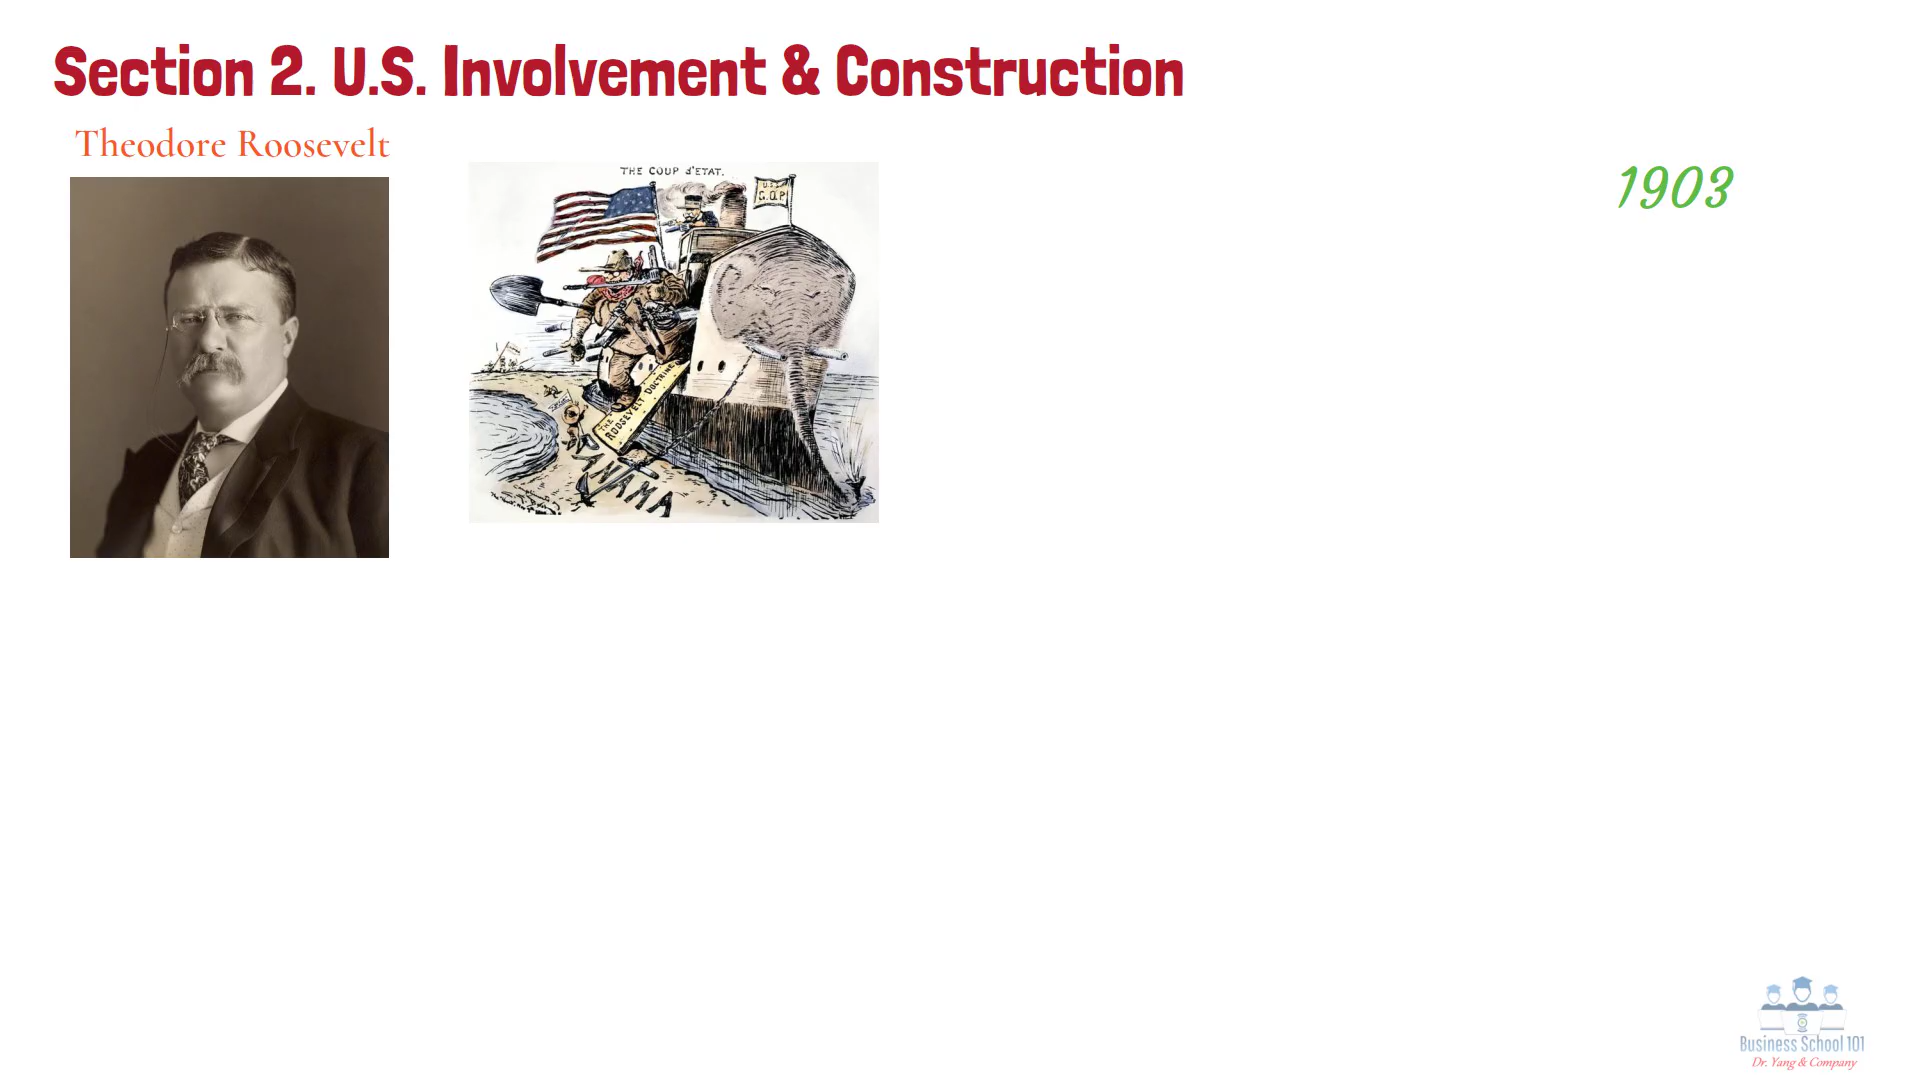 Section 2. U.S. Involvement & Construction
Theodore Roosevelt
THE COUP d'ETAT.
U.S.
G.O.P.
1903
THE
ROOSEVELT DOCTRINE
PANAMA
Business School 101
Dr. Yang & Company